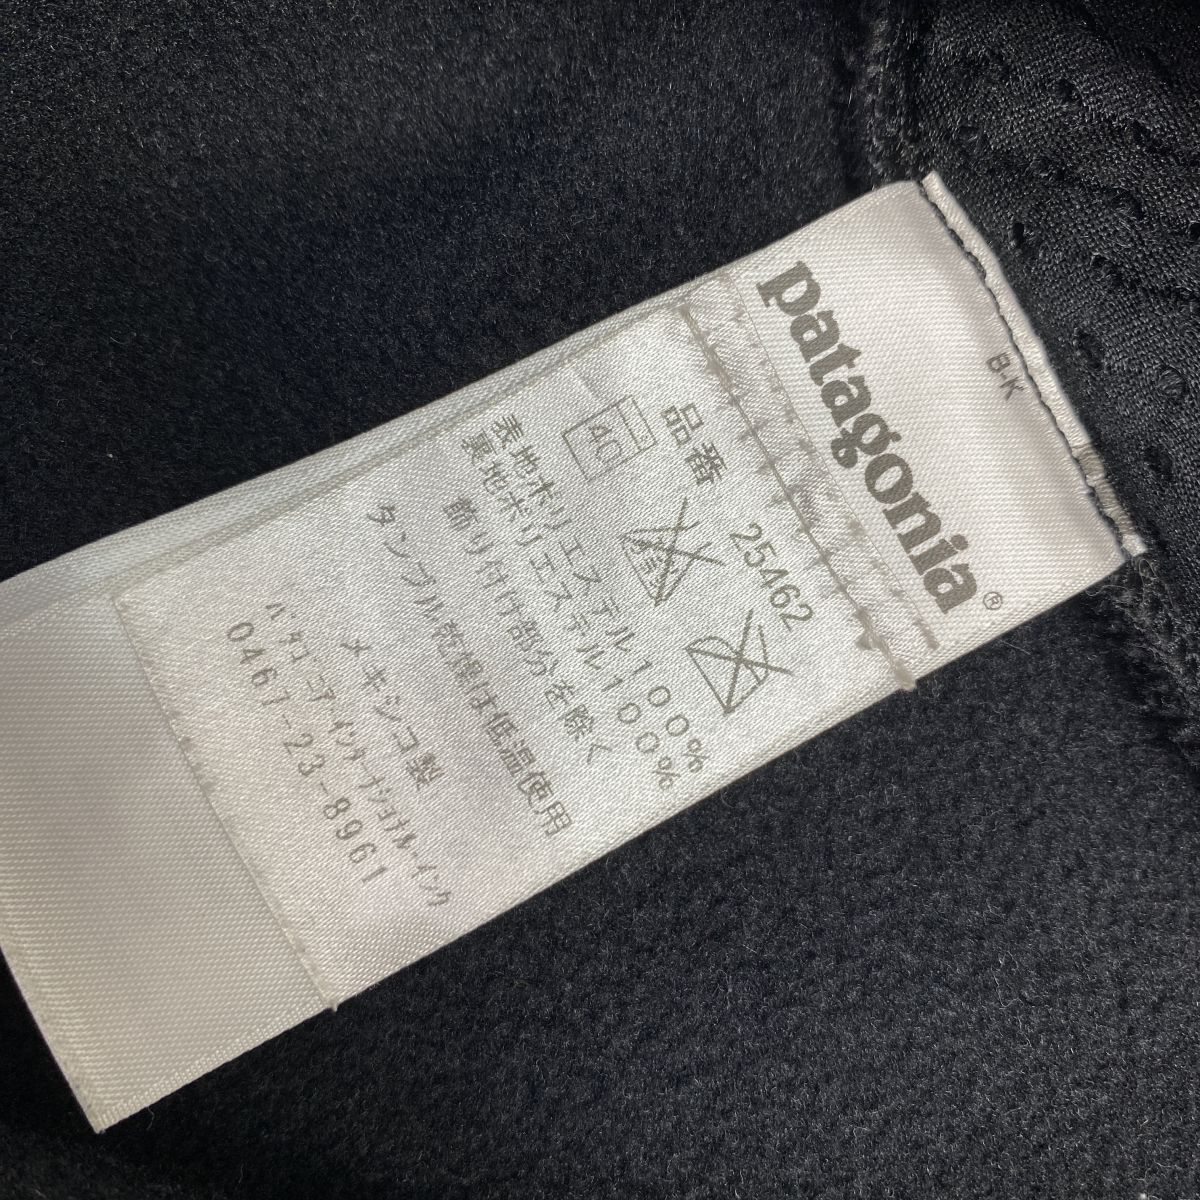 B-K
patagonia®
品番 25462
40
表地ポリエステル100%
裏地ポリエステル100%
飾り付け部分を除く
タンブル乾燥は低温使用
メキシコ製
パタゴニア・インターナショナル・インク
0467-23-8961